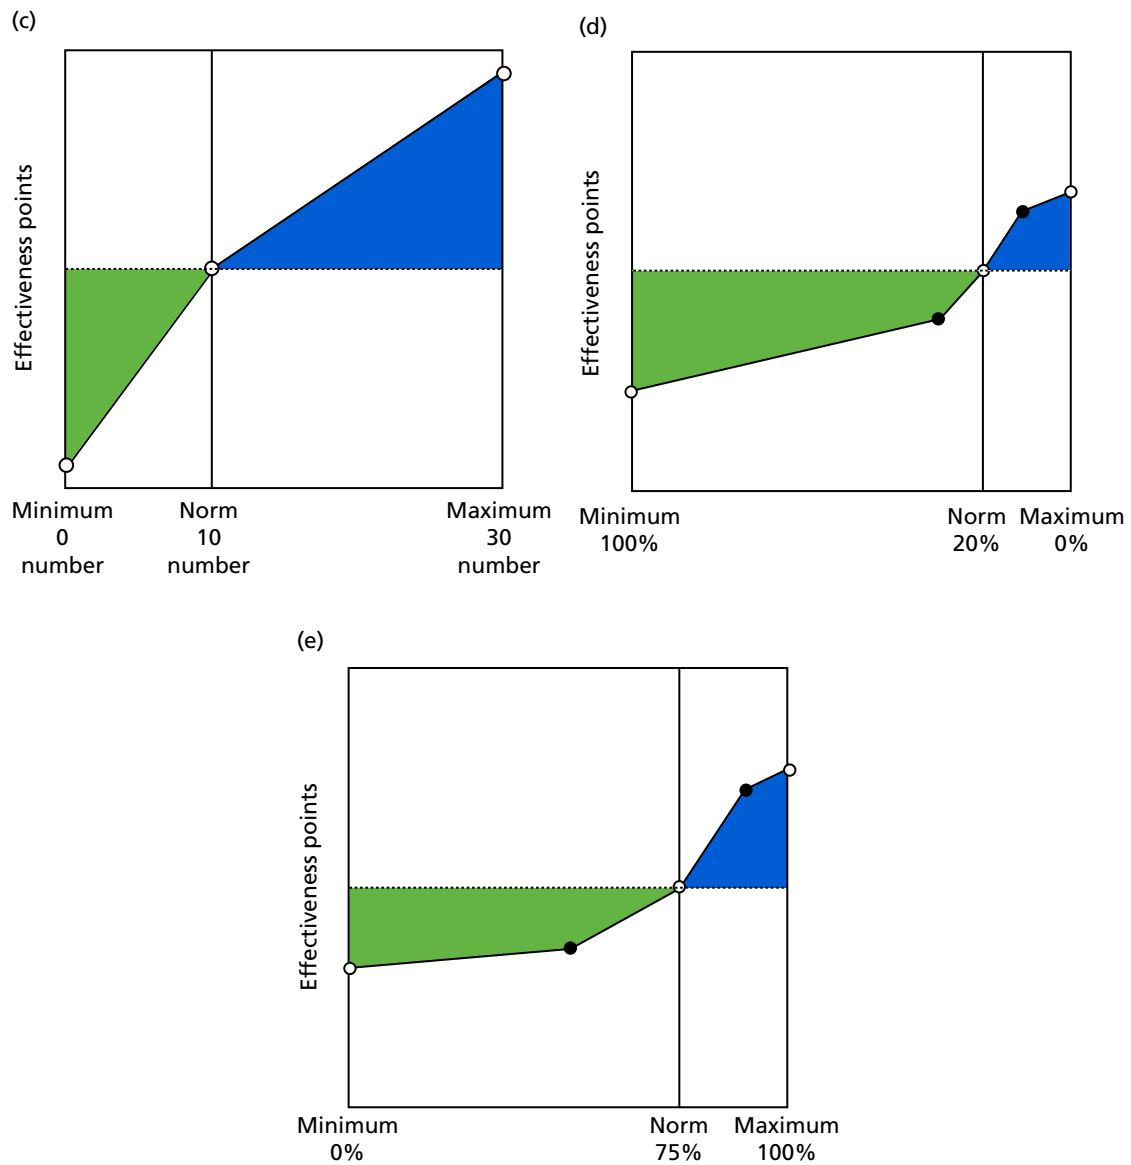 (c)
Effectiveness points
Minimum
0
number
Norm
10
number
Maximum
30
number
(d)
Effectiveness points
Minimum
100%
Norm
20%
Maximum
0%
(e)
Effectiveness points
Minimum
0%
Norm
75%
Maximum
100%